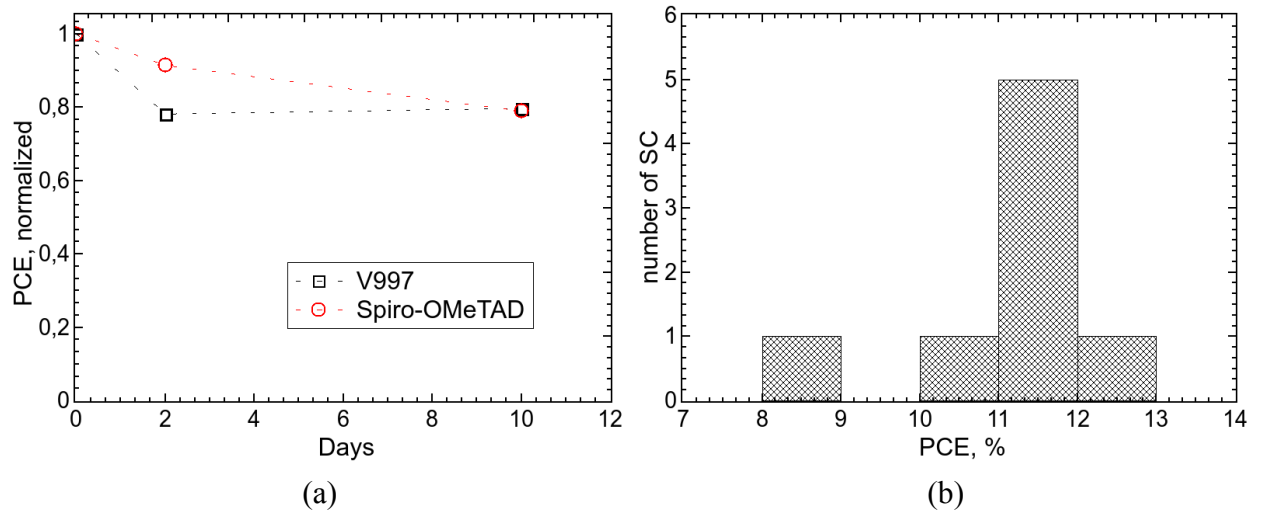 PCE, normalized
1
0,8
0,6
0,4
0,2
0
0 2 4 6 8 10 12
Days
V997
Spiro-OMeTAD
(a)
number of SC
6
5
4
3
2
1
0
7 8 9 10 11 12 13 14
PCE, %
(b)